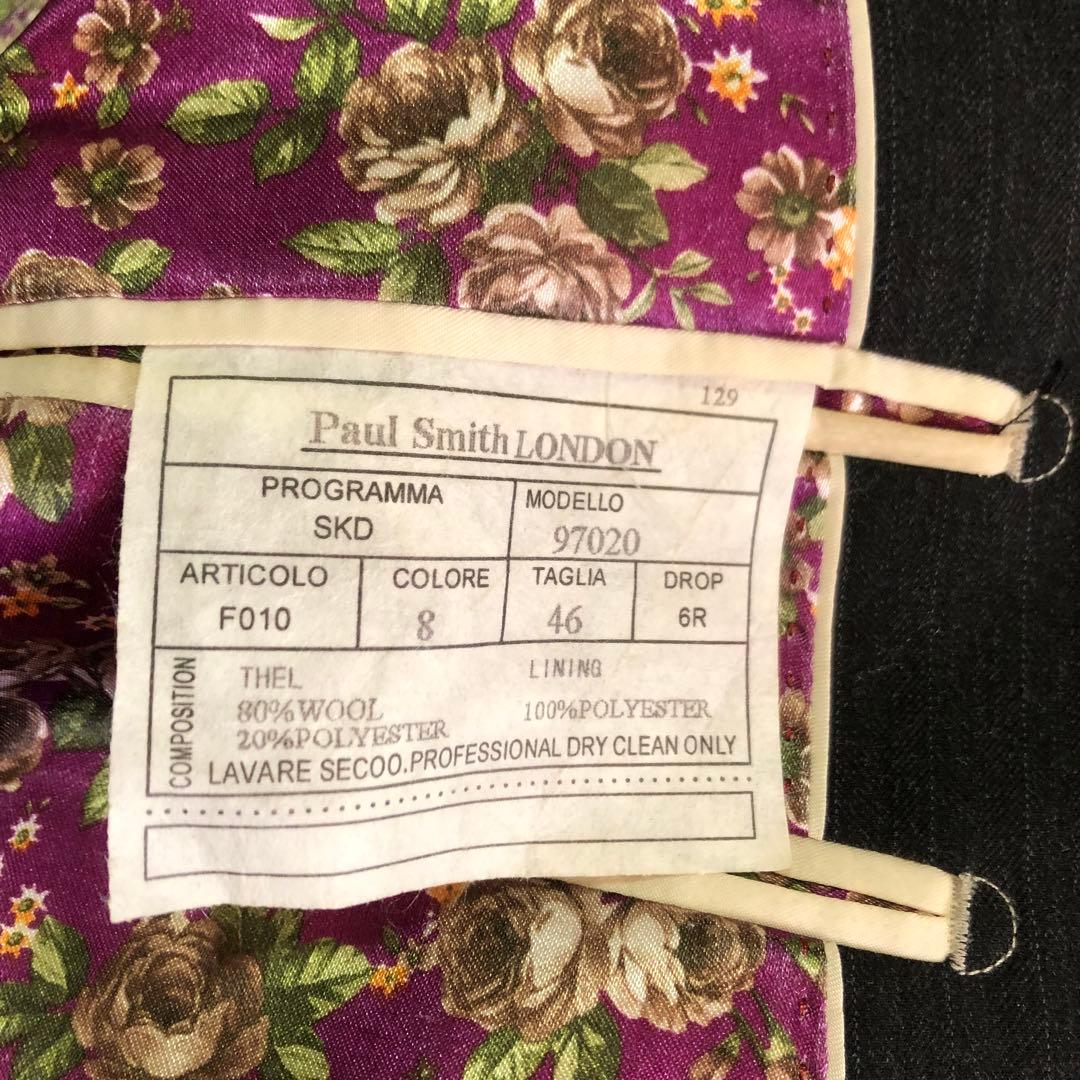 129
Paul Smith LONDON
PROGRAMMA
SKD
MODELLO
97020
ARTICOLO
F010
COLORE
8
TAGLIA
46
DROP
6R
COMPOSITION
THEL
80%WOOL
20%POLYESTER
LINING
100%POLYESTER
LAVARE SECOO.PROFESSIONAL DRY CLEAN ONLY